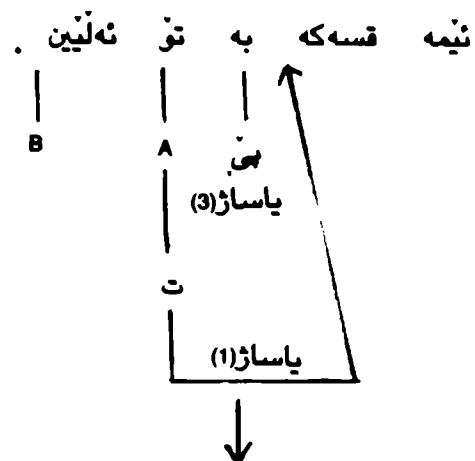 ئێمە قسەکە بە تۆ ئەڵێین .
بێ A B
یاساژ(3)
ت
یاساژ(1)